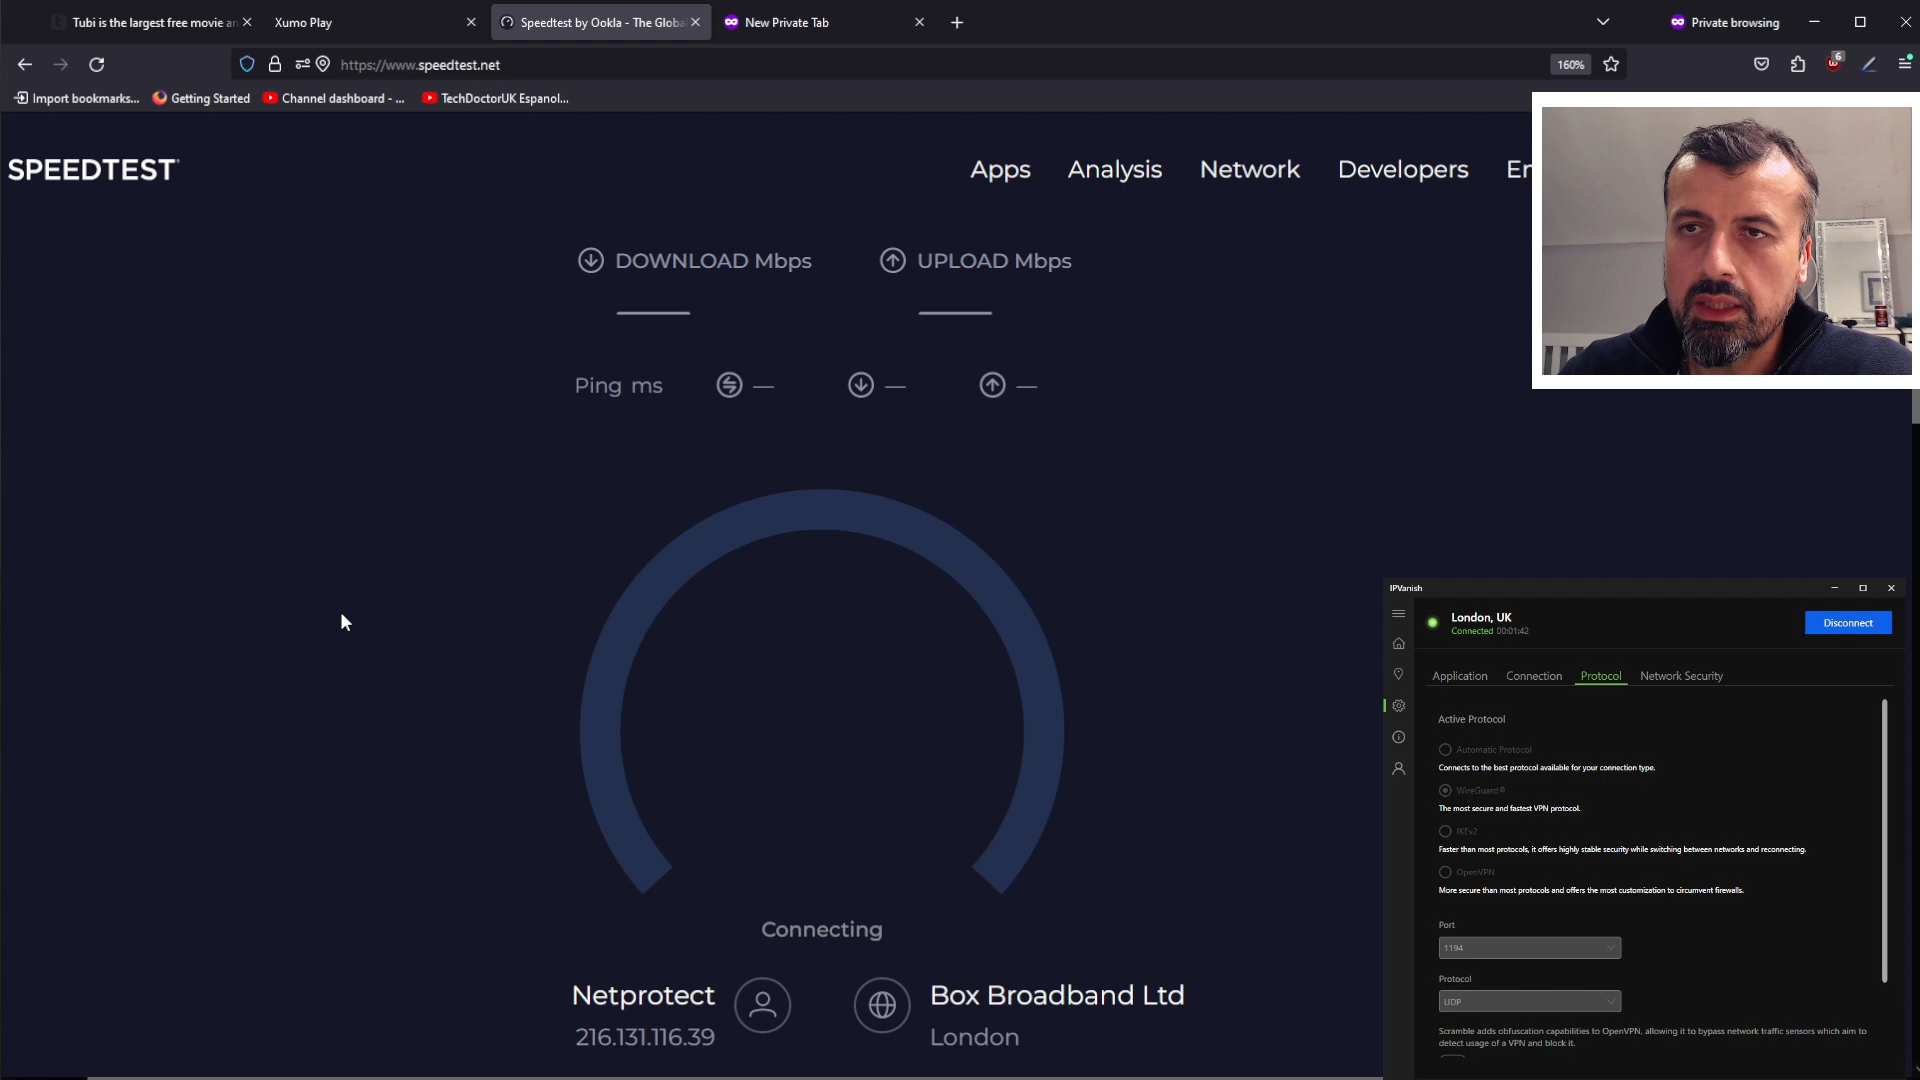 Tubi is the largest free movie an
Xumo Play
Speedtest by Ookla - The Globa
New Private Tab
Private browsing
https://www.speedtest.net
160%
6
Import bookmarks...
Getting Started
Channel dashboard - ...
TechDoctorUK Espanol...
SPEEDTEST
Apps
Analysis
Network
Developers
En
DOWNLOAD Mbps
UPLOAD Mbps
Ping ms
Connecting
Netprotect
216.131.116.39
Box Broadband Ltd
London
IPVanish
London, UK
Connected 00:01:42
Disconnect
Application
Connection
Protocol
Network Security
Active Protocol
Automatic Protocol
Connects to the best protocol available for your connection type.
WireGuard®
The most secure and fastest VPN protocol.
IKEv2
Faster than most protocols, it offers highly stable security while switching between networks and reconnecting.
OpenVPN
More secure than most protocols and offers the most customization to circumvent firewalls.
Port
1194
Protocol
UDP
Scramble adds obfuscation capabilities to OpenVPN, allowing it to bypass network traffic sensors which aim to
detect usage of a VPN and block it.